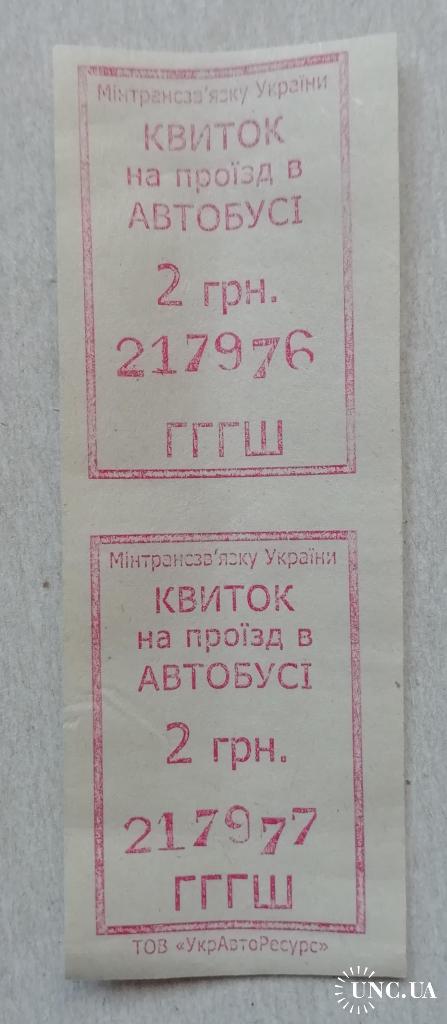 Мінтрансзв'язку України
КВИТОК
на проїзд в
АВТОБУСІ
2 грн.
217976
ГГГШ
Мінтрансзв'язку України
КВИТОК
на проїзд в
АВТОБУСІ
2 грн.
217977
ГГГШ
ТОВ «УкрАвтоРесурс»
UNC.UA